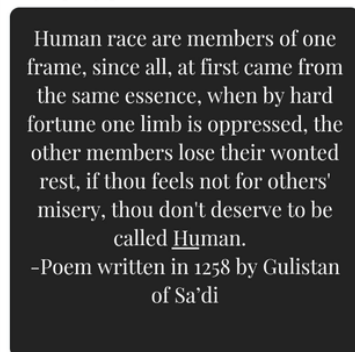 Human race are members of one
frame, since all, at first came from
the same essence, when by hard
fortune one limb is oppressed, the
other members lose their wonted
rest, if thou feels not for others'
misery, thou don't deserve to be
called Human.
-Poem written in 1258 by Gulistan
of Sa’di